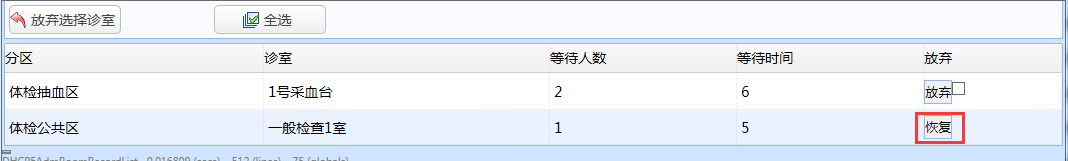 放弃选择诊室 全选
分区 诊室 等待人数 等待时间 放弃
体检抽血区 1号采血台 2 6 放弃
体检公共区 一般检查1室 1 5 恢复